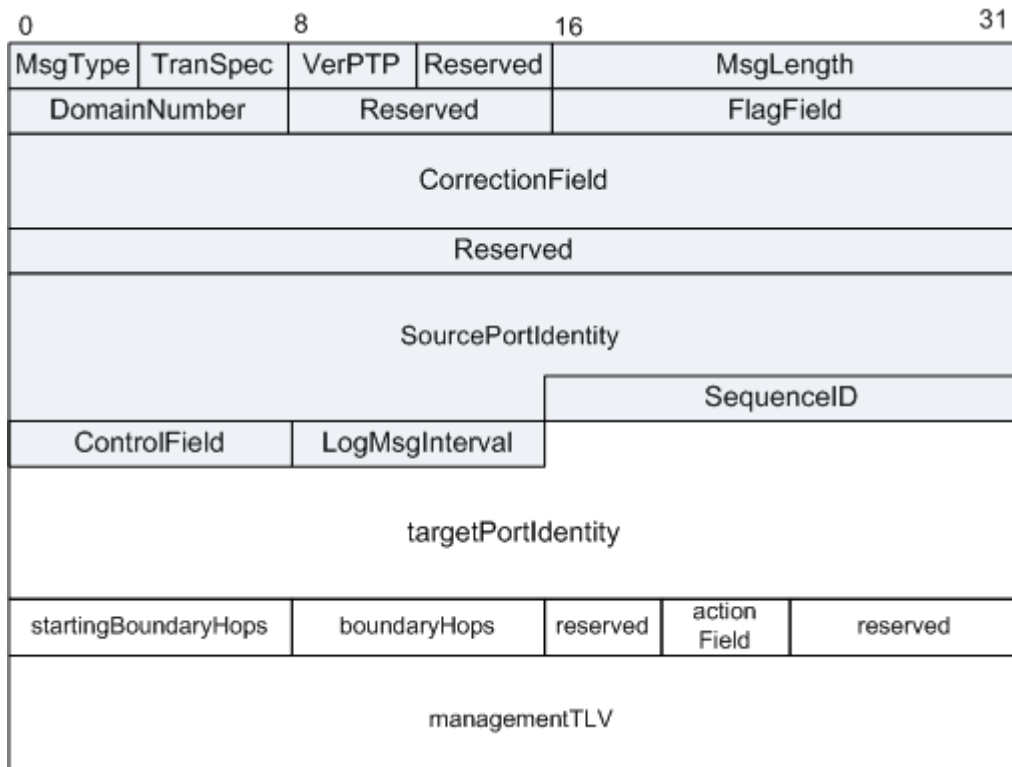 0 8 16 31
MsgType TranSpec VerPTP Reserved MsgLength
DomainNumber Reserved FlagField
CorrectionField
Reserved
SourcePortIdentity
SequenceID
ControlField LogMsgInterval
targetPortIdentity
startingBoundaryHops boundaryHops reserved action Field reserved
managementTLV